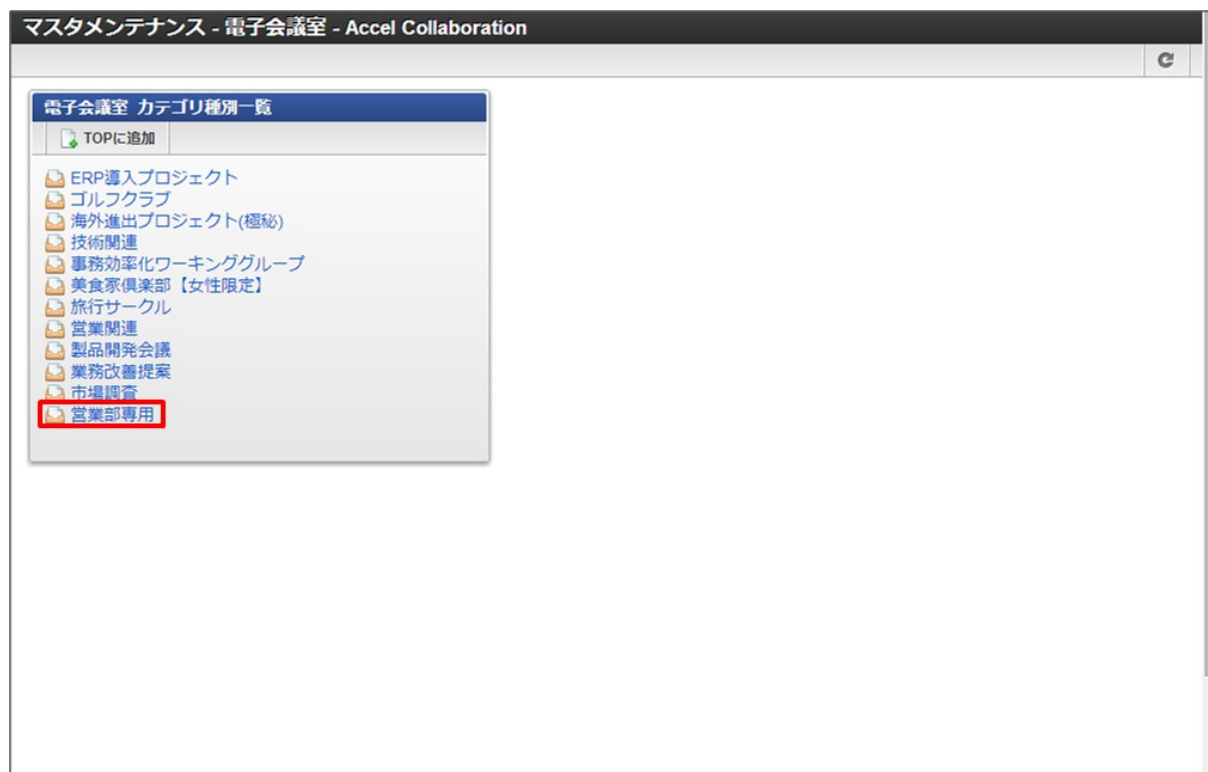 マスタメンテナンス - 電子会議室 - Accel Collaboration
電子会議室 カテゴリ種別一覧
TOPに追加
ERP導入プロジェクト
ゴルフクラブ
海外進出プロジェクト(極秘)
技術関連
事務効率化ワーキンググループ
美食家倶楽部【女性限定】
旅行サークル
営業関連
製品開発会議
業務改善提案
市場調査
営業部専用